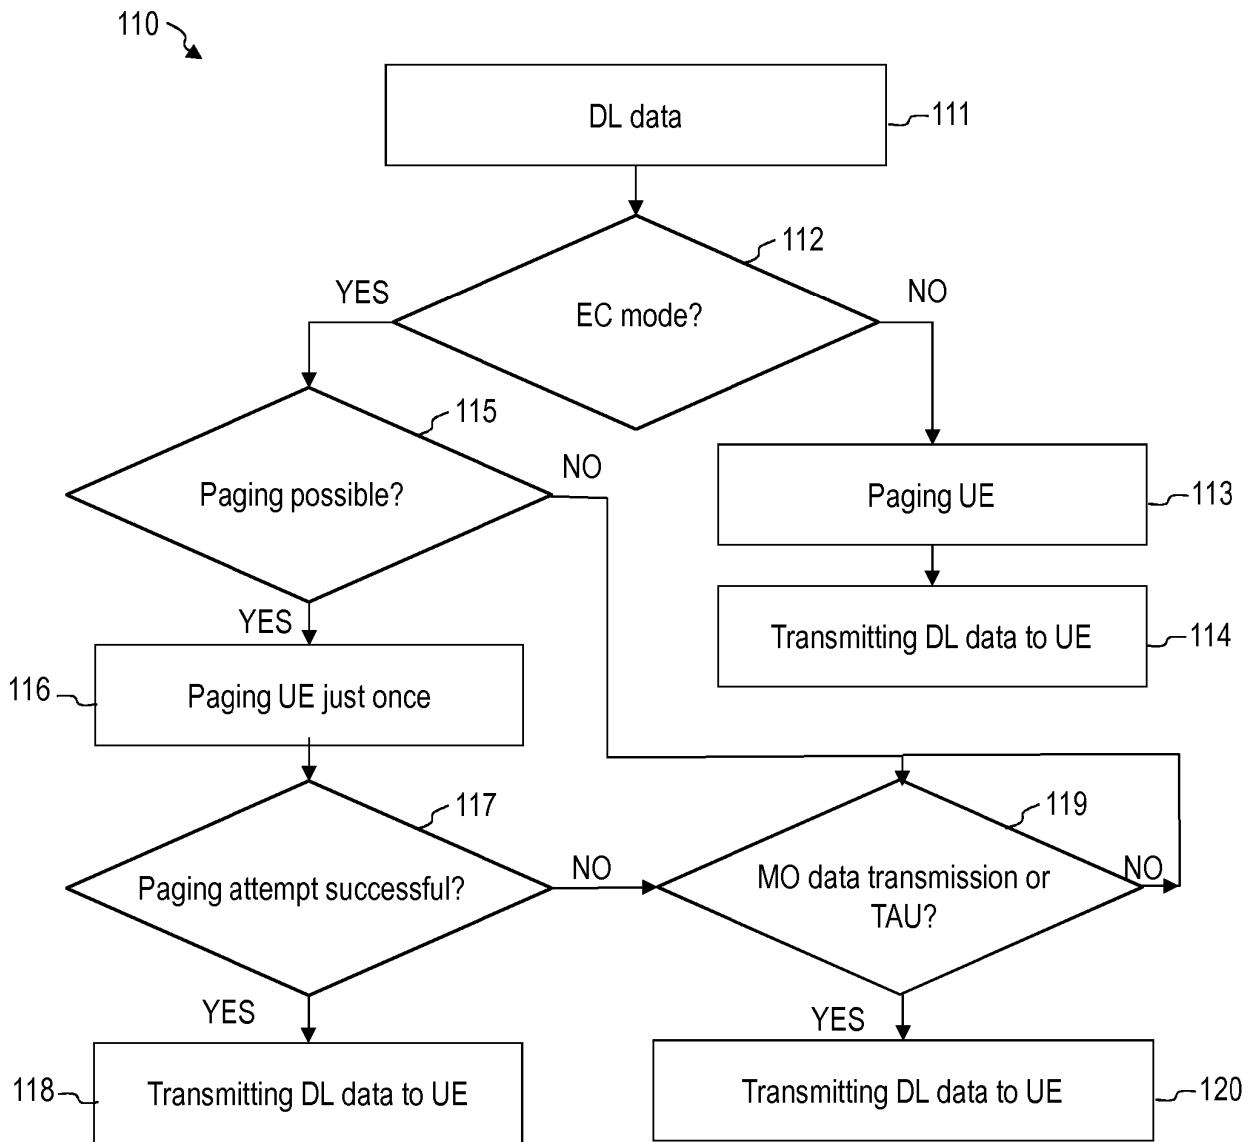 110
DL data
111
112
YES
EC mode?
NO
115
Paging possible?
NO
Paging UE
113
YES
Transmitting DL data to UE
114
116
Paging UE just once
117
119
Paging attempt successful?
NO
MO data transmission or
TAU?
NO
YES
YES
118
Transmitting DL data to UE
Transmitting DL data to UE
120